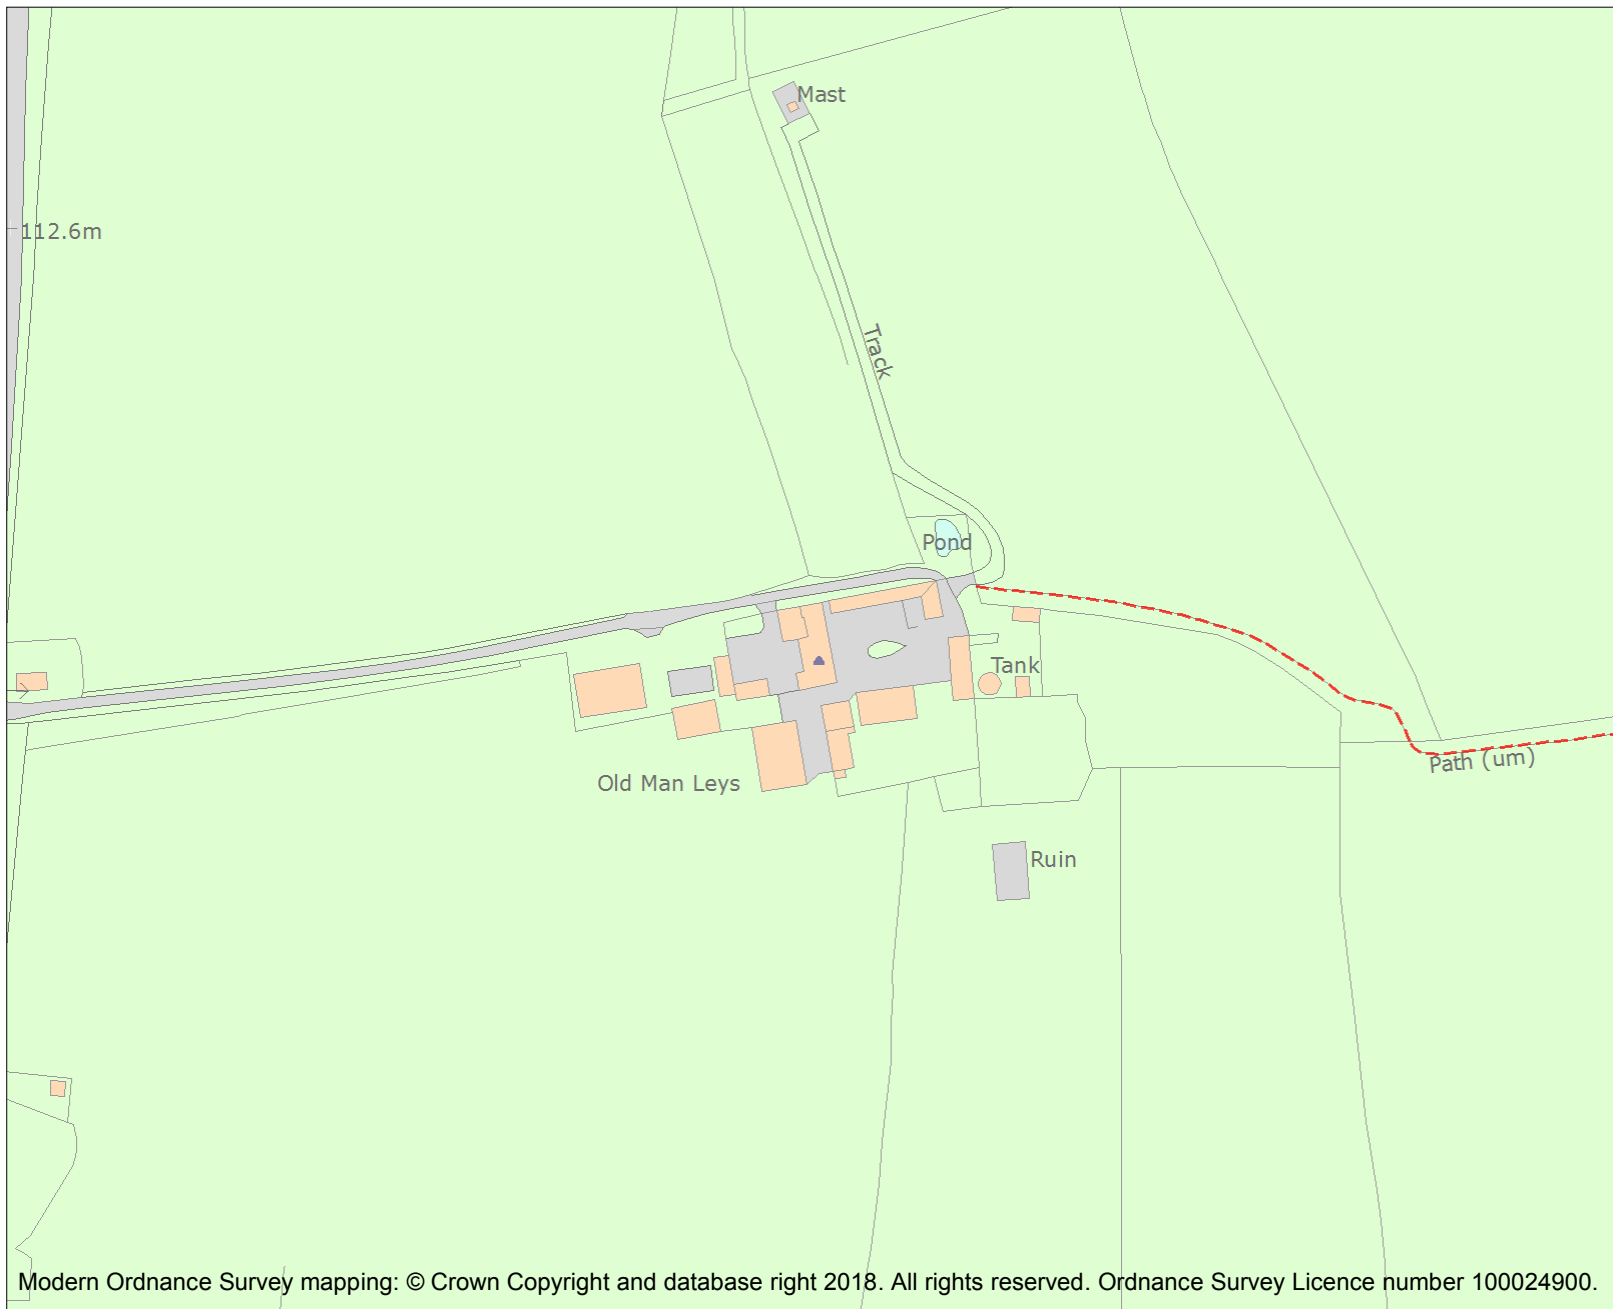 Mast
112.6m
Track
Pond
Tank
Path (um)
Old Man Leys
Ruin
Modern Ordnance Survey mapping: © Crown Copyright and database right 2018. All rights reserved. Ordnance Survey Licence number 100024900.